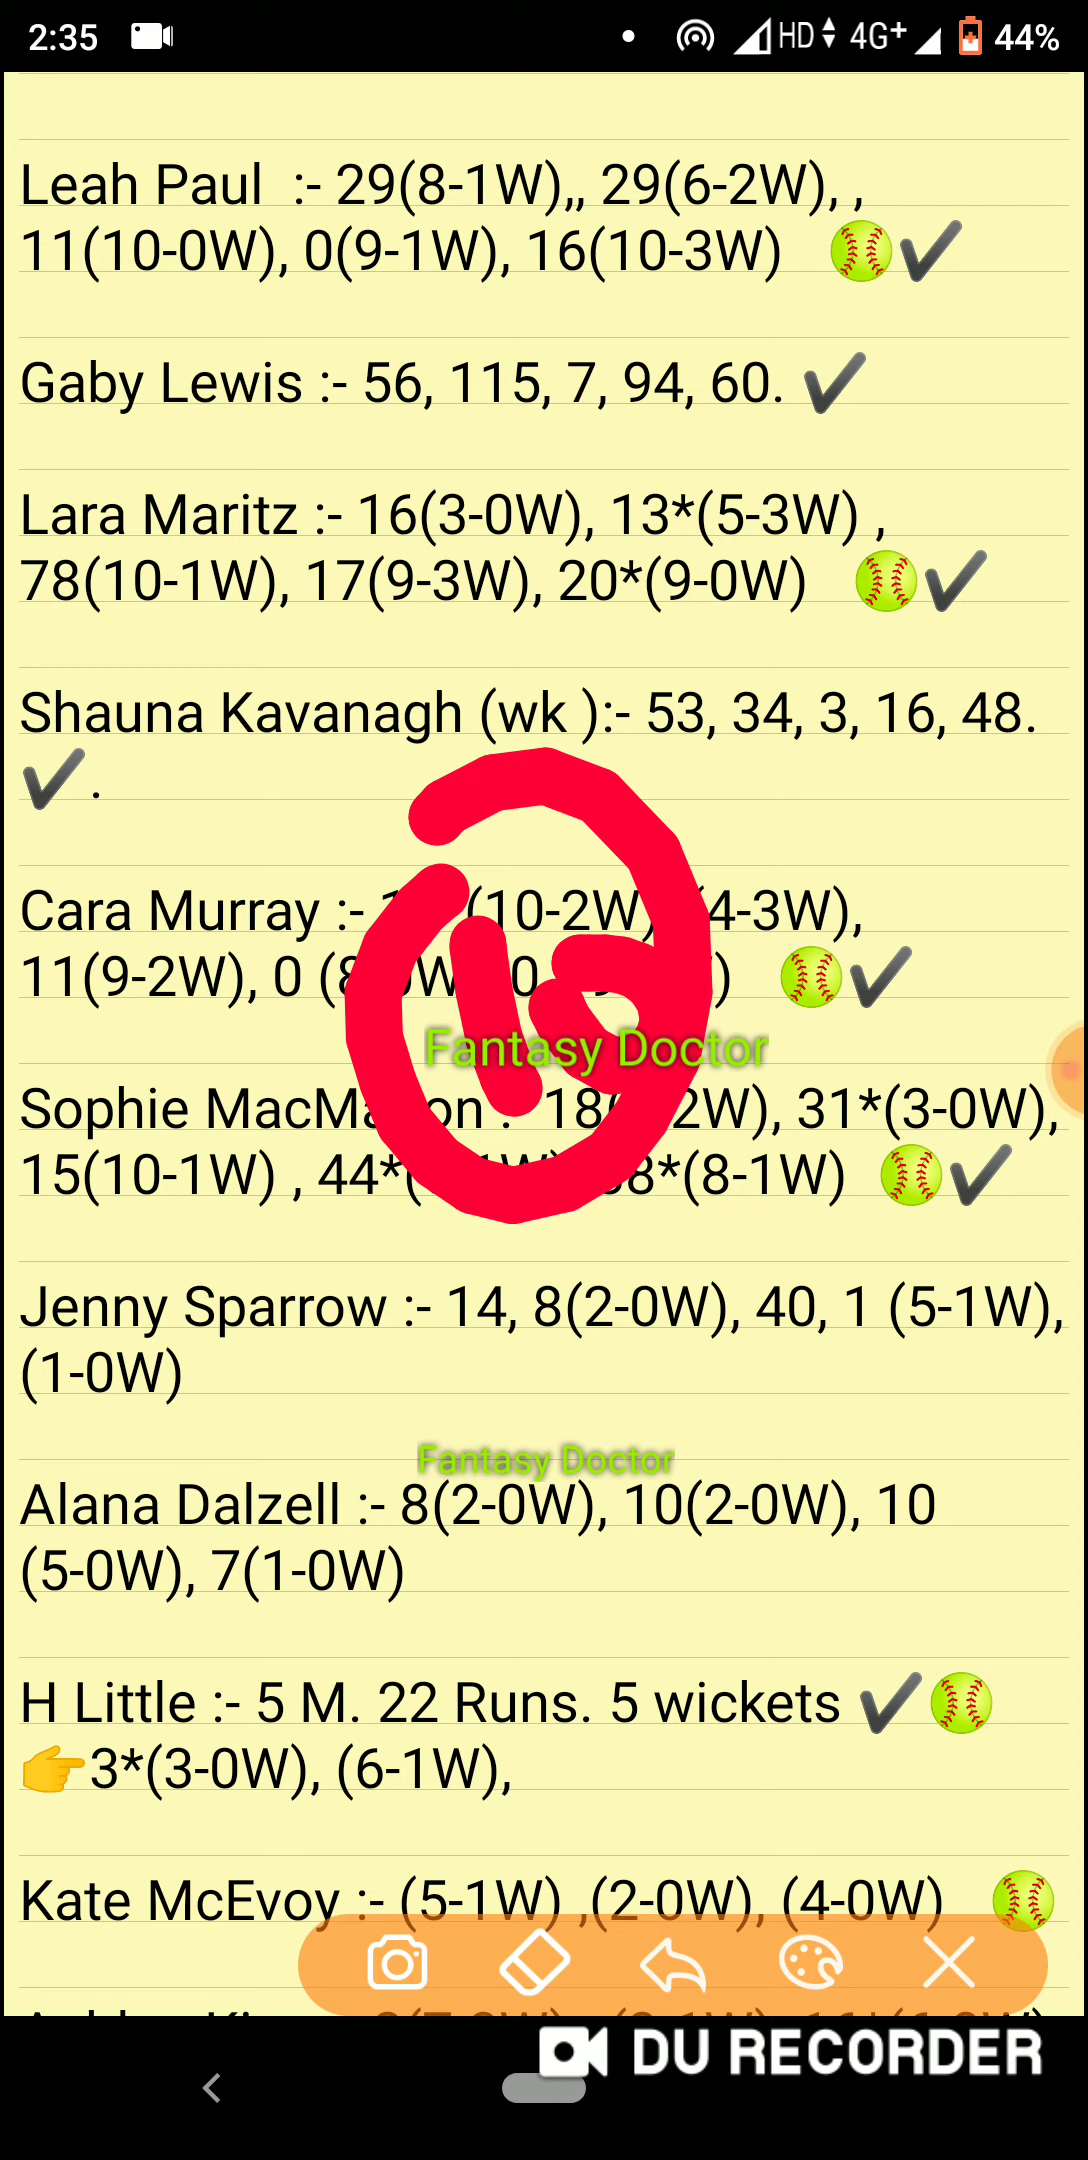 2:35 HD 4G+ 44%
Leah Paul :- 29(8-1W),, 29(6-2W), ,
11(10-0W), 0(9-1W), 16(10-3W)
Gaby Lewis :- 56, 115, 7, 94, 60. ✔
Lara Maritz :- 16(3-0W), 13*(5-3W) ,
78(10-1W), 17(9-3W), 20*(9-0W)
Shauna Kavanagh (wk ):- 53, 34, 3, 16, 48.
✔ .
Cara Murray :- (10-2W) 4-3W),
11(9-2W), 0
Fantasy Doctor
Sophie :- 18 2W), 31*(3-0W),
15(10-1W) , 44* 8*(8-1W)
Jenny Sparrow :- 14, 8(2-0W), 40, 1 (5-1W),
(1-0W)
Fantasy Doctor
Alana Dalzell :- 8(2-0W), 10(2-0W), 10
(5-0W), 7(1-0W)
H Little :- 5 M. 22 Runs. 5 wickets ✔
👉3*(3-0W), (6-1W),
Kate McEvoy :- (5-1W) ,(2-0W), (4-0W)
DU RECORDER